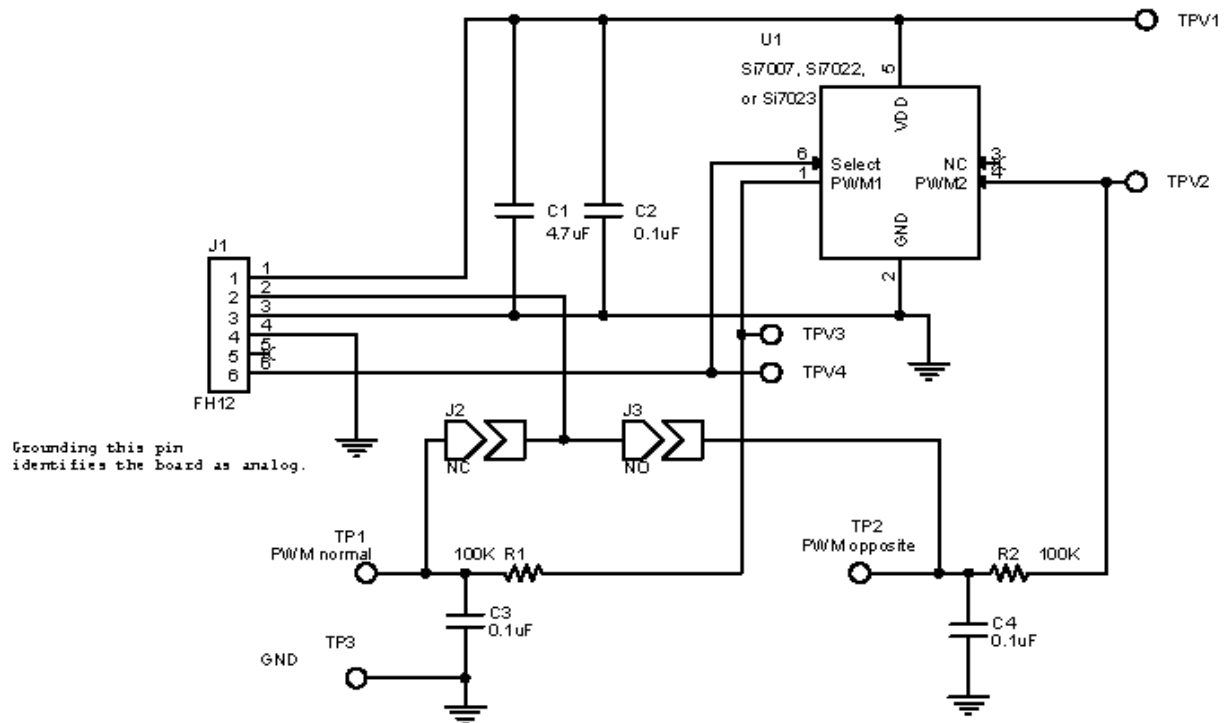 TPV1
U1
Si7007, Si7022,
or Si7023
5
VDD
6
Select
NC
3
1
PWM1
PWM2
4
TPV2
C1
4.7uF
C2
0.1uF
GND
2
J1
1
1
2
2
3
3
4
4
5
5
6
6
FH12
TPV3
TPV4
J2
NC
J3
NO
Grounding this pin
identifies the board as analog.
TP1
PWM normal
100K R1
TP2
PWM opposite
R2 100K
C3
0.1uF
C4
0.1uF
TP3
GND